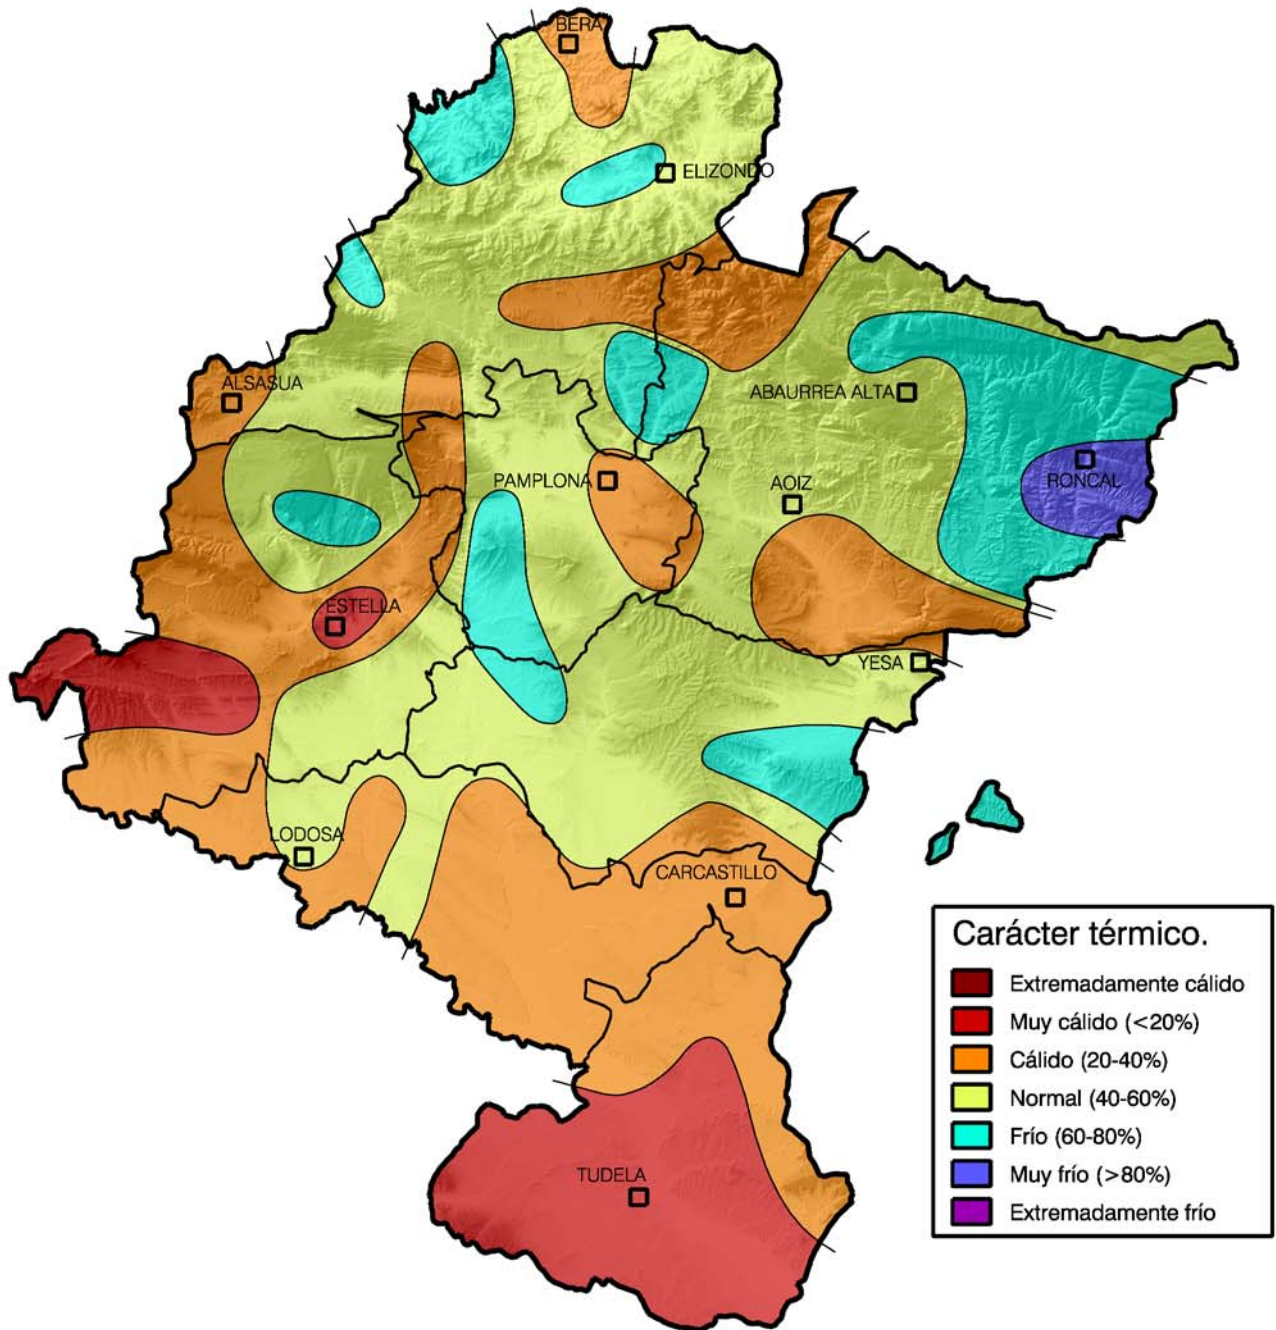 BERA
ELIZONDO
ALSASUA
ABAURREA ALTA
PAMPLONA
RONCAL
AOIZ
ESTELLA
YESA
LODOSA
CARCASTILLO
TUDELA
Carácter térmico.
Extremadamente cálido
Muy cálido (<20%)
Cálido (20-40%)
Normal (40-60%)
Frío (60-80%)
Muy frío (>80%)
Extremadamente frío